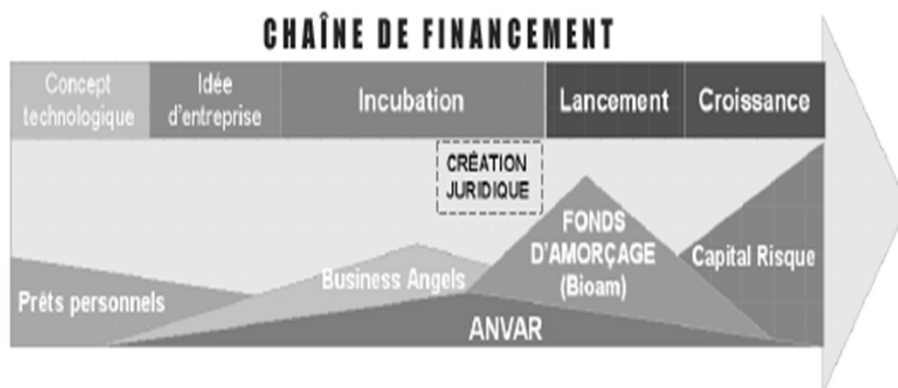 CHAÎNE DE FINANCEMENT
Concept
technologique
Idée
d'entreprise
Incubation
Lancement
Croissance
CRÉATION
JURIDIQUE
FONDS
D'AMORÇAGE
(Bioam)
Capital Risque
Business Angels
Prêts personnels
ANVAR